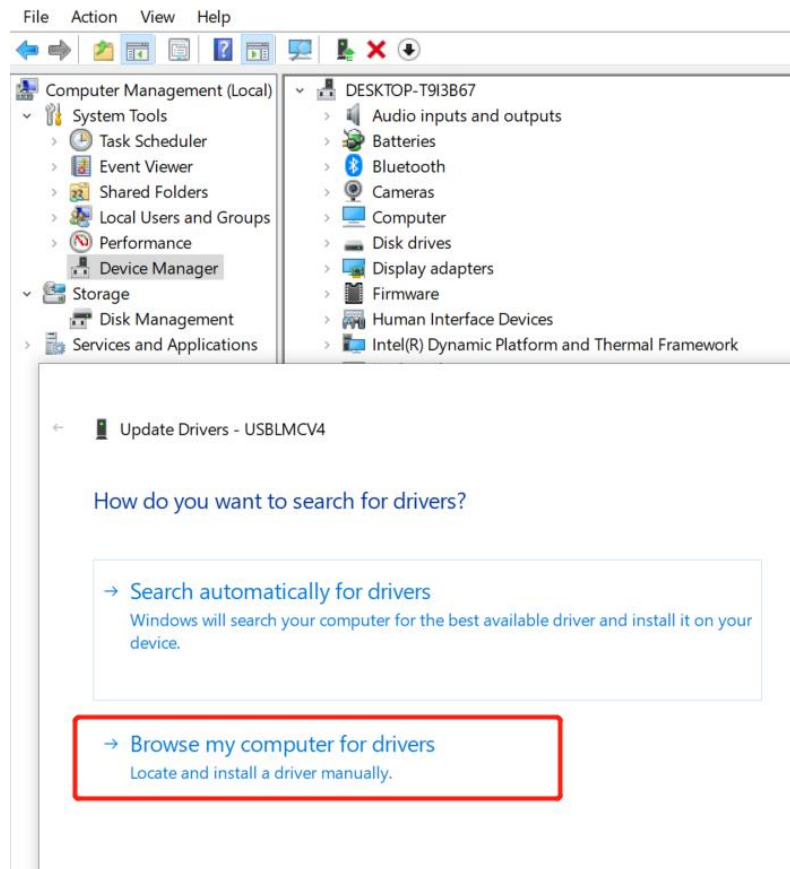 File Action View Help
Computer Management (Local)
System Tools
Task Scheduler
Event Viewer
Shared Folders
Local Users and Groups
Performance
Device Manager
Storage
Disk Management
Services and Applications
DESKTOP-T9I3B67
Audio inputs and outputs
Batteries
Bluetooth
Cameras
Computer
Disk drives
Display adapters
Firmware
Human Interface Devices
Intel(R) Dynamic Platform and Thermal Framework
Update Drivers - USBLMCV4
How do you want to search for drivers?
Search automatically for drivers
Windows will search your computer for the best available driver and install it on your
device.
Browse my computer for drivers
Locate and install a driver manually.